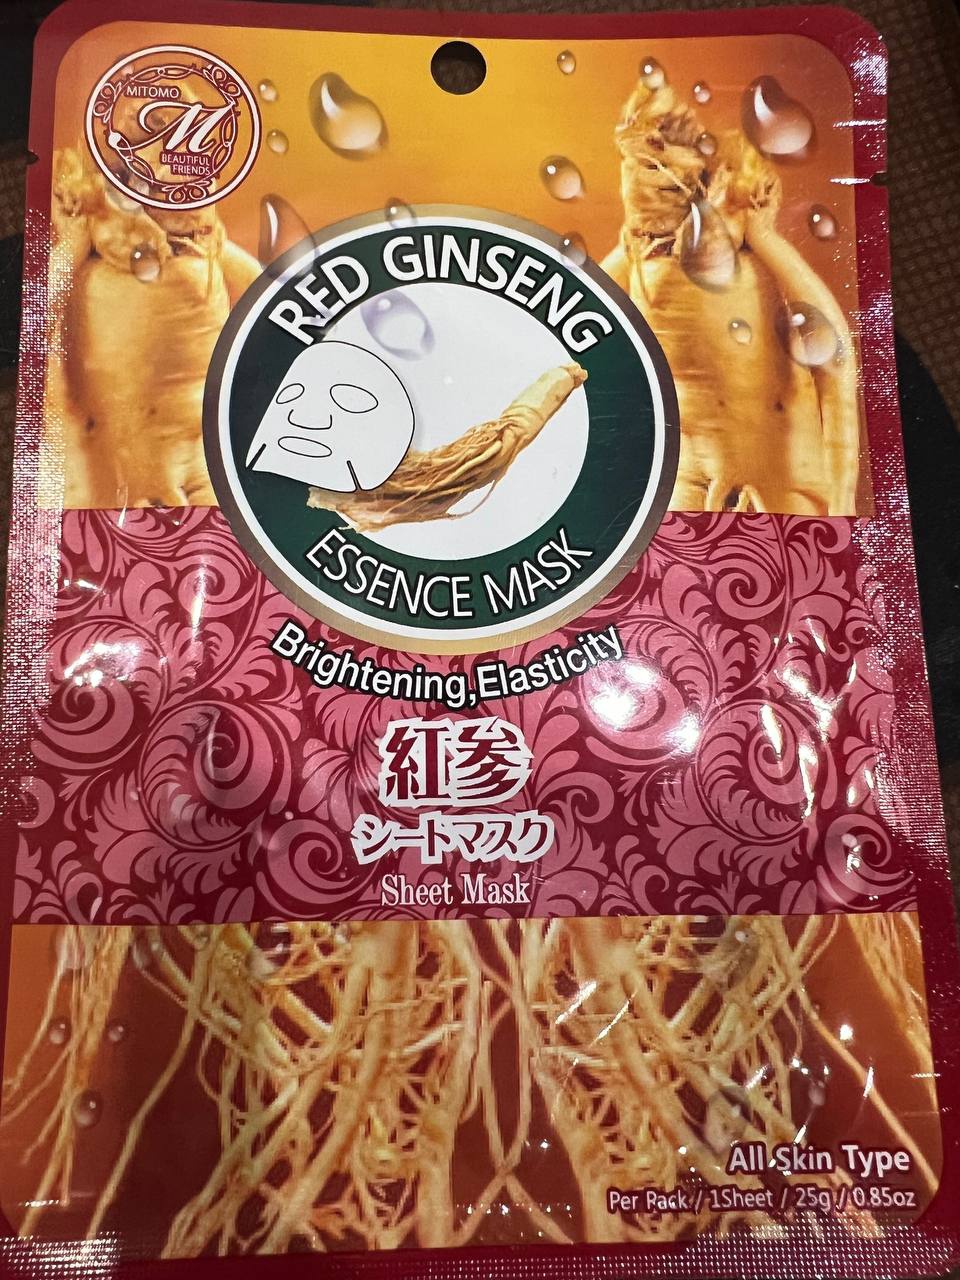 MITOMO
M
BEAUTIFUL
FRIENDS
RED GINSENG
ESSENCE MASK
Brightening,Elasticity
紅参
シートマスク
Sheet Mask
All Skin Type
Per Pack / 1Sheet / 25g / 0.85oz